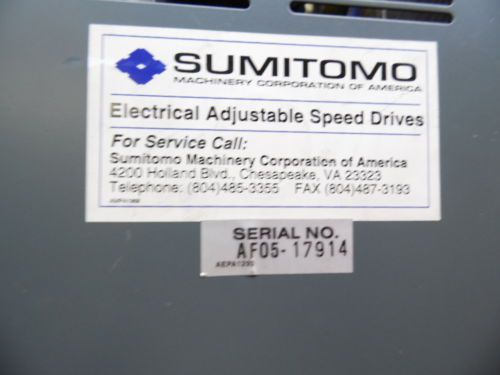 SUMITOMO
MACHINERY CORPORATION OF AMERICA
Electrical Adjustable Speed Drives
For Service Call:
Sumitomo Machinery Corporation of America
4200 Holland Blvd., Chesapeake, VA 23323
Telephone: (804)485-3355 FAX (804)487-3193
SERIAL NO.
AF05-17914